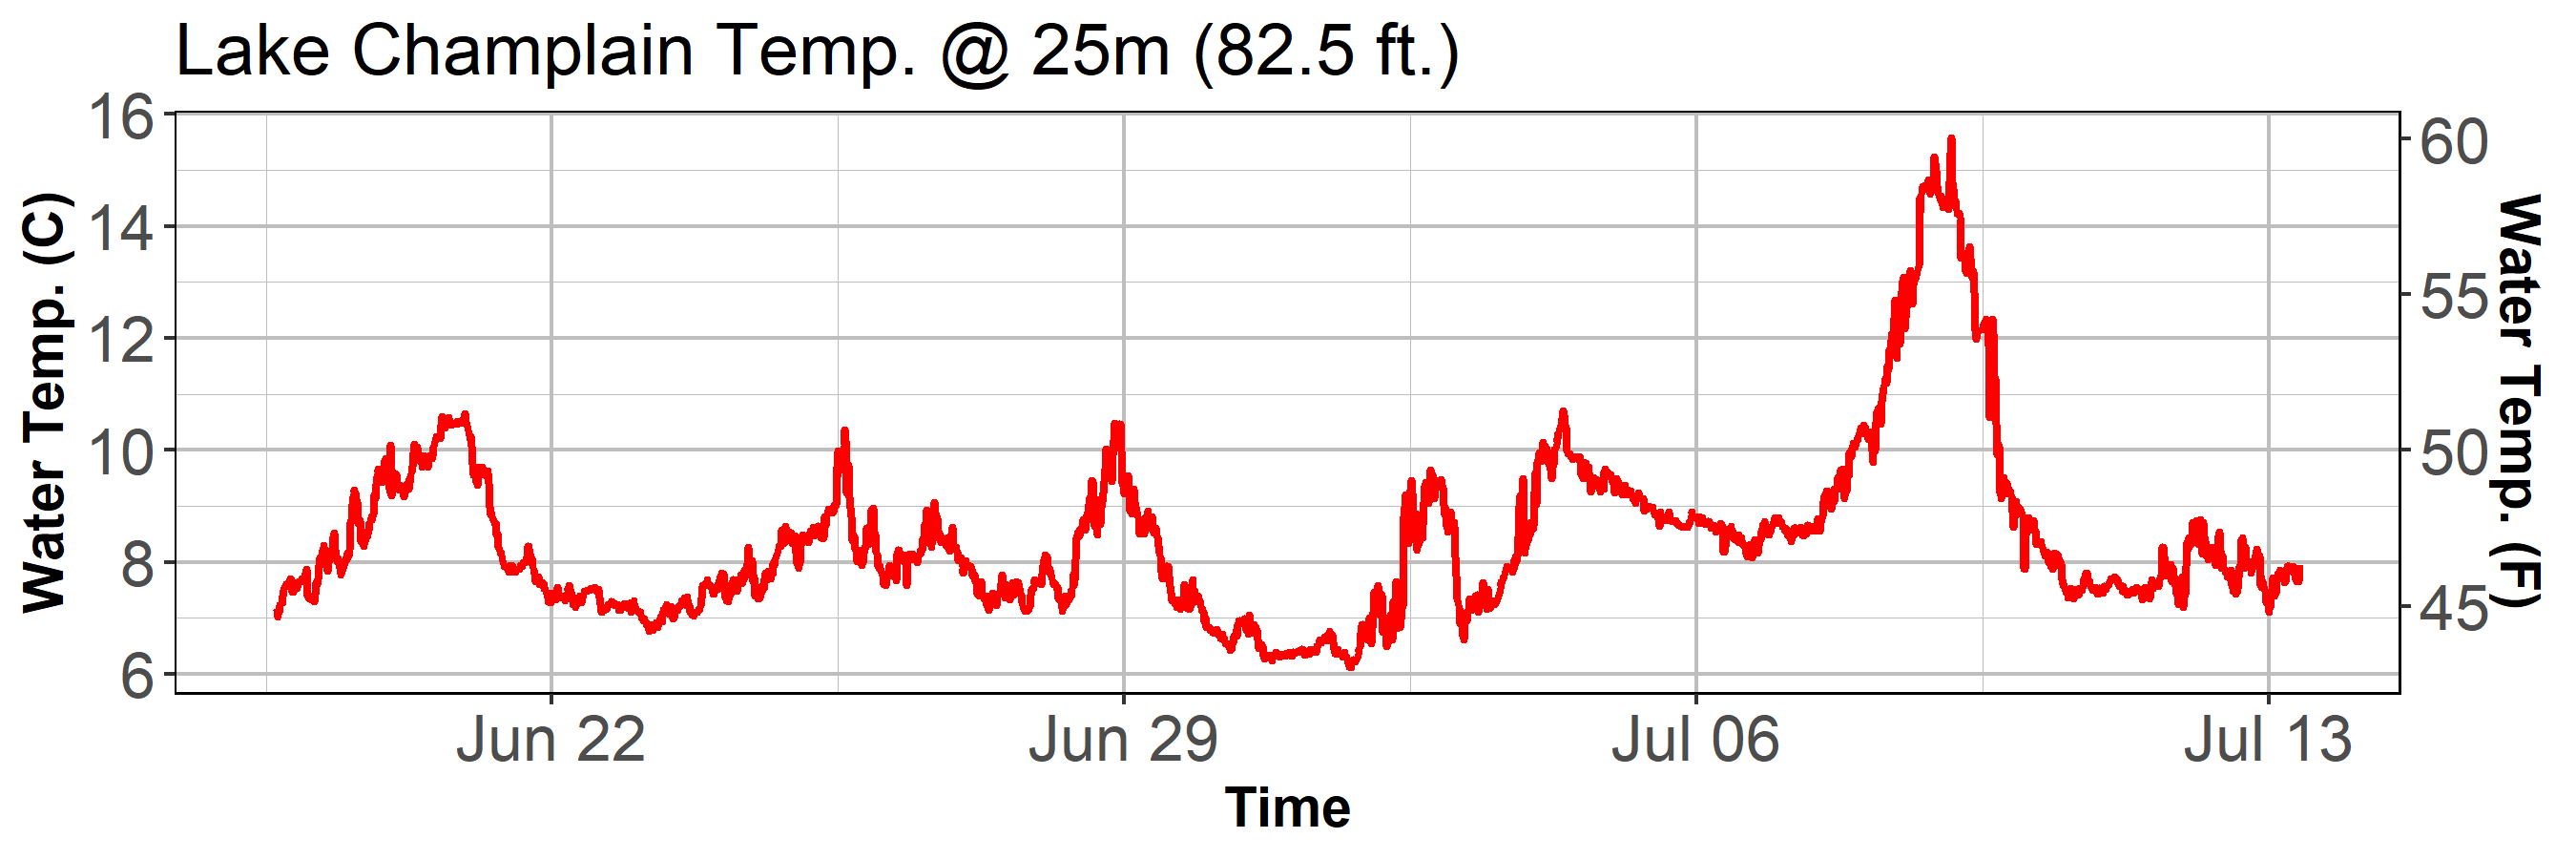 Lake Champlain Temp. @ 25m (82.5 ft.)
Water Temp. (C)
16
14
12
10
8
6
60
55
50
45
Water Temp. (F)
Jun 22
Jun 29
Jul 06
Jul 13
Time